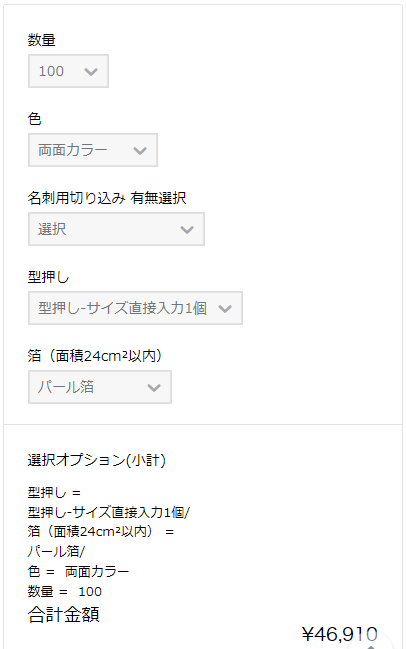 数量
100
色
両面カラー
名刺用切り込み 有無選択
選択
型押し
型押し-サイズ直接入力1個
箔（面積24cm²以内）
パール箔
選択オプション(小計)
型押し =
型押し-サイズ直接入力1個/
箔（面積24cm²以内） =
パール箔/
色 = 両面カラー
数量 = 100
合計金額
¥46,910